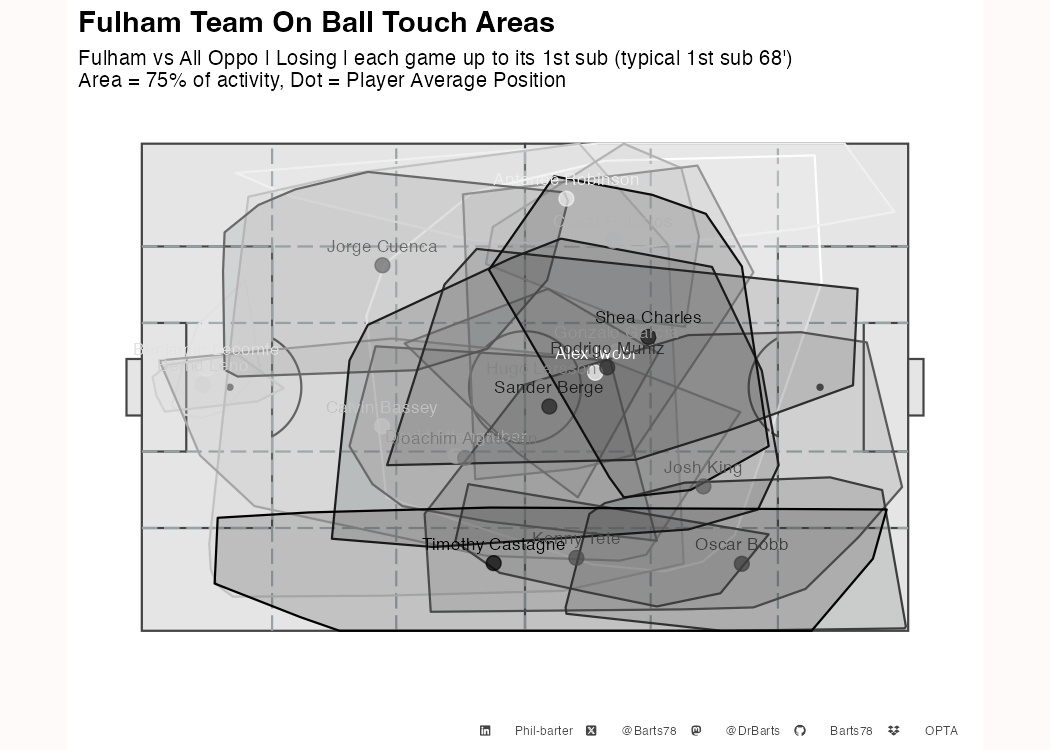 Fulham Team On Ball Touch Areas
Fulham vs All Oppo | Losing | each game up to its 1st sub (typical 1st sub 68')
Area = 75% of activity, Dot = Player Average Position
Antonee Robinson
Jorge Cuenca
Shea Charles
Rodrigo Muniz
Alex Iwobi
Sander Berge
Calvin Bassey
Joachim Andersen
Josh King
Kenny Tete
Timothy Castagne
Oscar Bobb
Phil-barter @Barts78 @DrBarts Barts78 OPTA